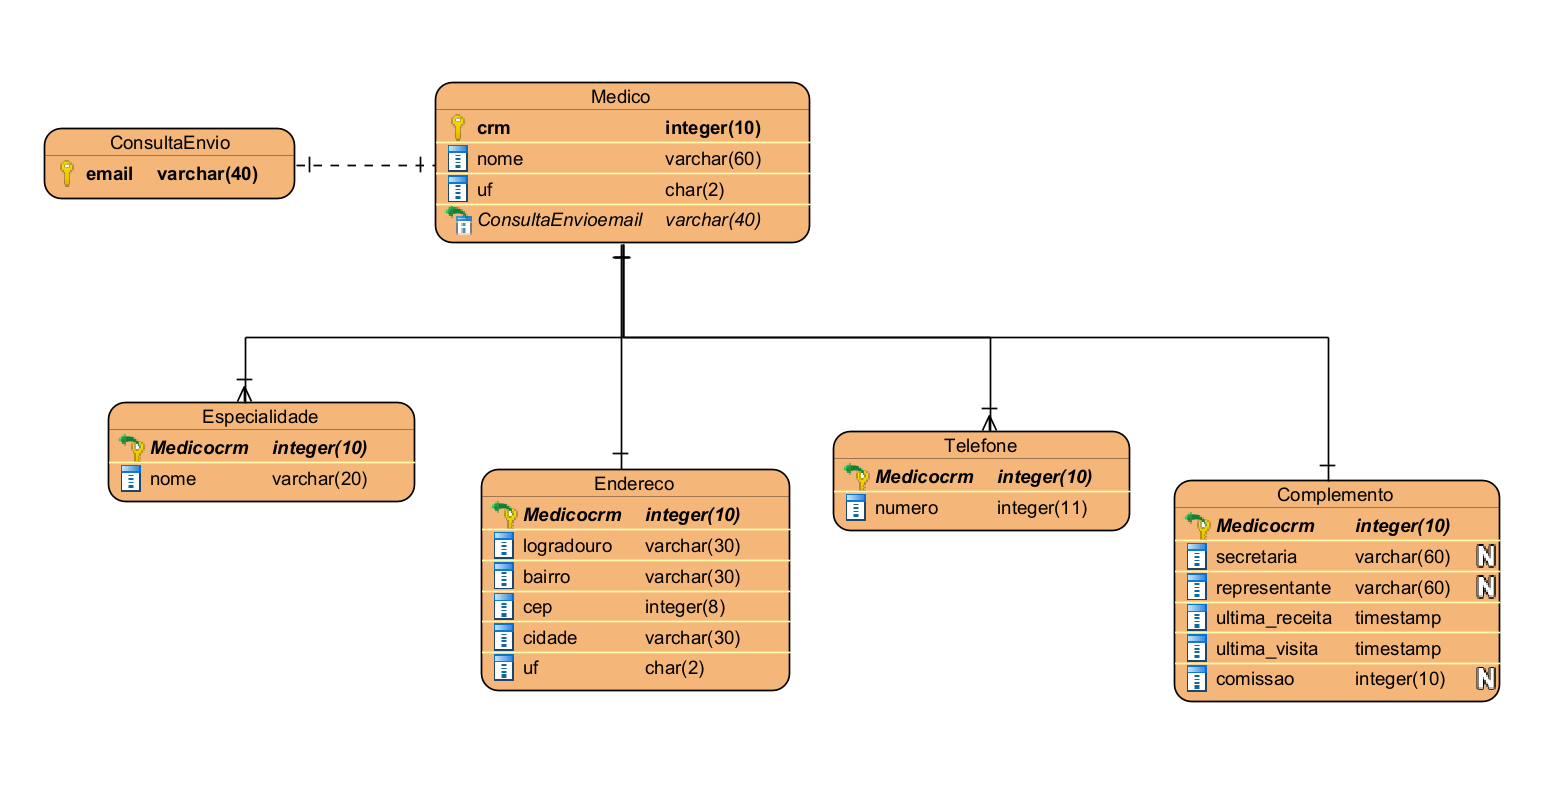 ConsultaEnvio
email varchar(40)
Medico
crm integer(10)
nome varchar(60)
uf char(2)
ConsultaEnvioemail varchar(40)
Especialidade
Medicocrm integer(10)
nome varchar(20)
Endereco
Medicocrm integer(10)
logradouro varchar(30)
bairro varchar(30)
cep integer(8)
cidade varchar(30)
uf char(2)
Telefone
Medicocrm integer(10)
numero integer(11)
Complemento
Medicocrm integer(10)
secretaria varchar(60) N
representante varchar(60) N
ultima_receita timestamp
ultima_visita timestamp
comissao integer(10) N